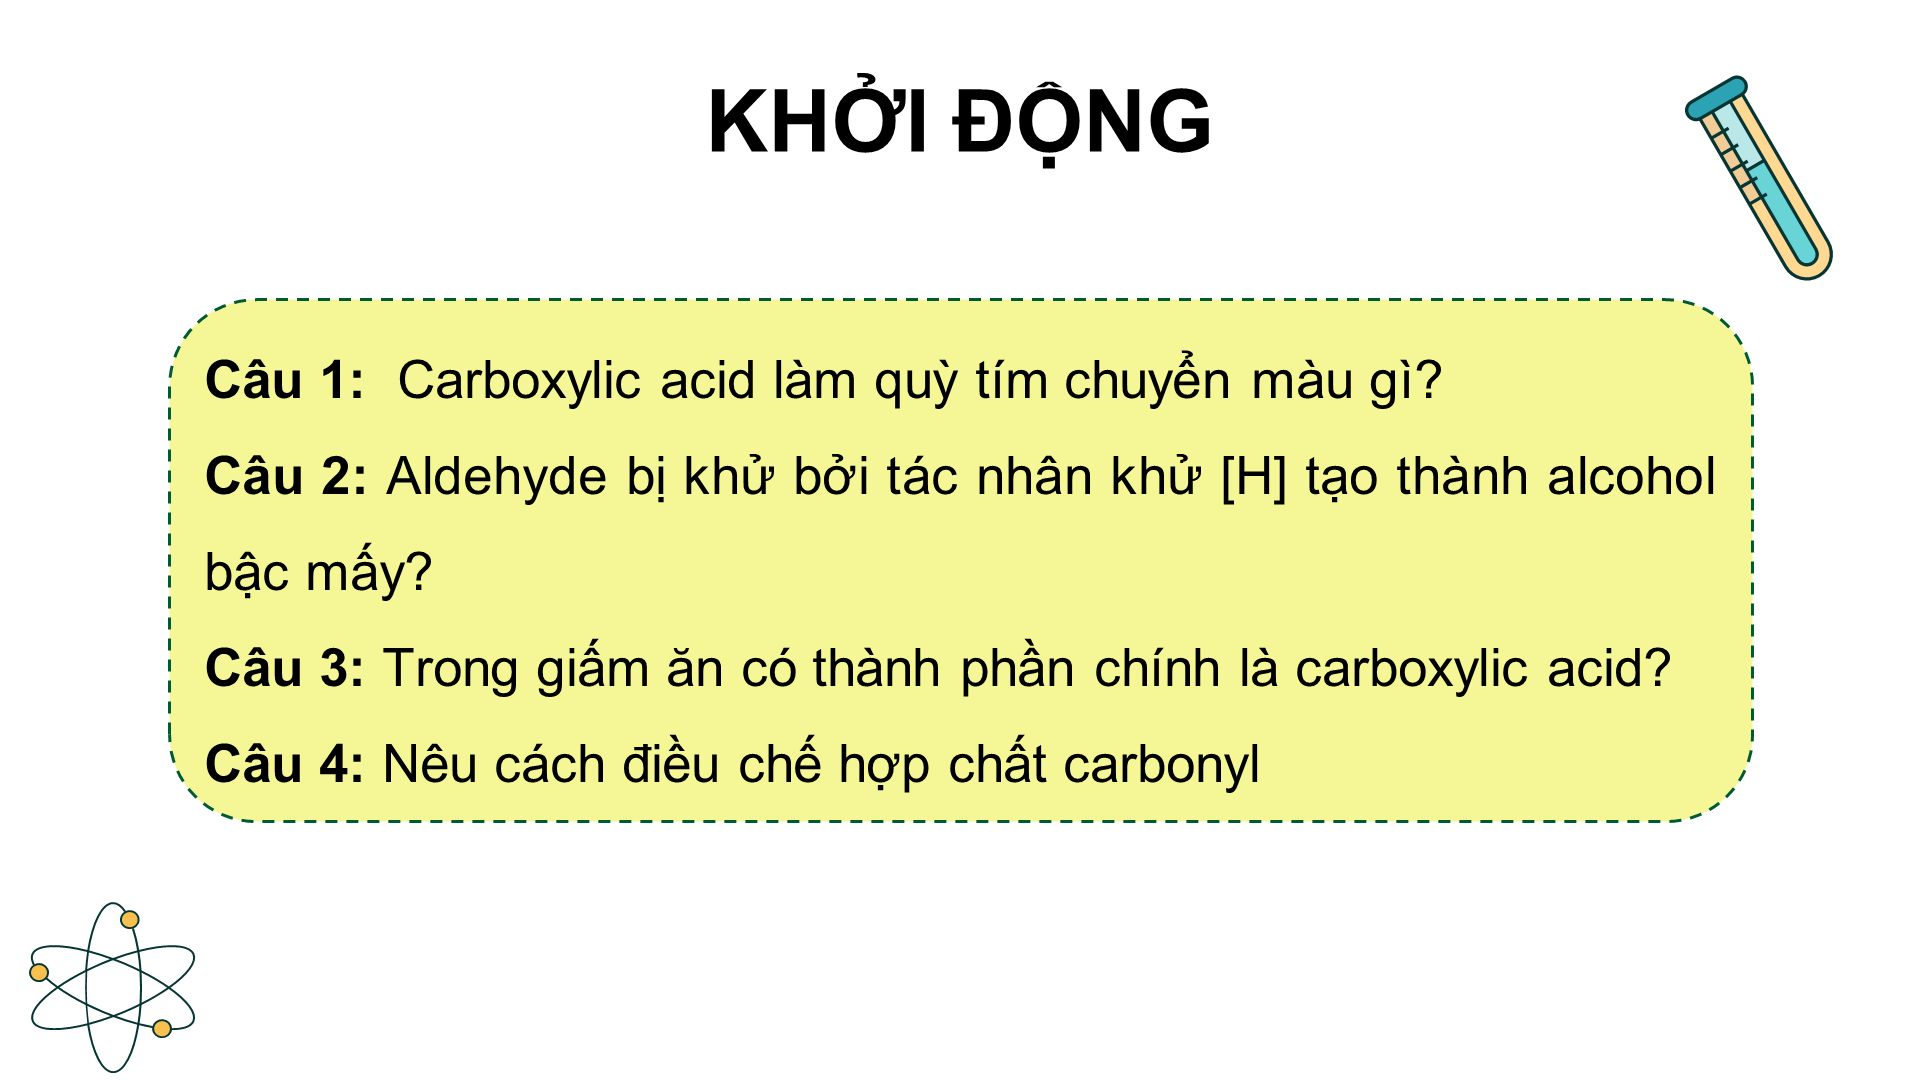 KHỞI ĐỘNG
Câu 1: Carboxylic acid làm quỳ tím chuyển màu gì?
Câu 2: Aldehyde bị khử bởi tác nhân khử [H] tạo thành alcohol
bậc mấy?
Câu 3: Trong giấm ăn có thành phần chính là carboxylic acid?
Câu 4: Nêu cách điều chế hợp chất carbonyl